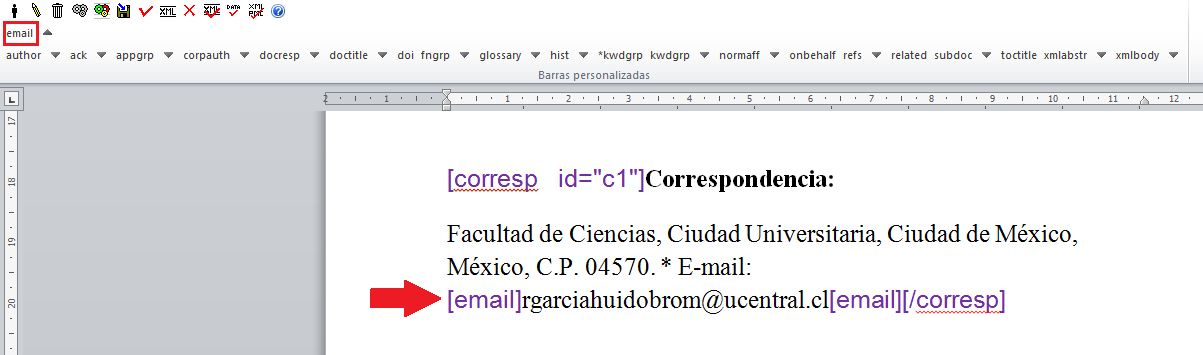 XML XML DATA XML PMC
email
author ack appgrp corpauth docresp doctitle doi fngrp glossary hist *kwdgrp kwdgrp normaff onbehalf refs related subdoc toctitle xmlabstr xmlbody
Barras personalizadas
2 1 1 2 3 4 5 6 7 8 9 10 11 12
17
18
19
20
[corresp id="c1"]Correspondencia:
Facultad de Ciencias, Ciudad Universitaria, Ciudad de México,
México, C.P. 04570. * E-mail:
[email]rgarciahuidobrom@ucentral.cl[email][/corresp]